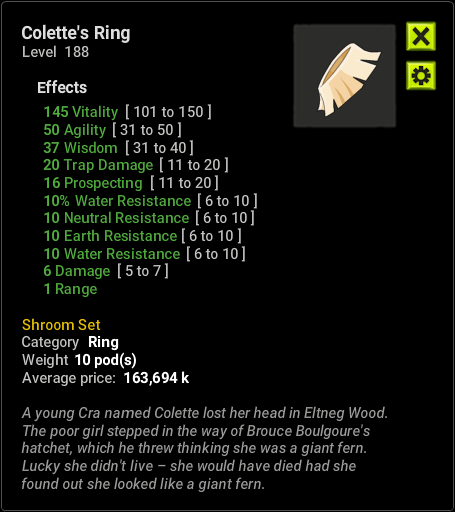 Colette's Ring
Level 188
Effects
145 Vitality [ 101 to 150 ]
50 Agility [ 31 to 50 ]
37 Wisdom [ 31 to 40 ]
20 Trap Damage [ 11 to 20 ]
16 Prospecting [ 11 to 20 ]
10% Water Resistance [ 6 to 10 ]
10 Neutral Resistance [ 6 to 10 ]
10 Earth Resistance [ 6 to 10 ]
10 Water Resistance [ 6 to 10 ]
6 Damage [ 5 to 7 ]
1 Range
Shroom Set
Category Ring
Weight 10 pod(s)
Average price: 163,694 k
A young Cra named Colette lost her head in Eltneg Wood.
The poor girl stepped in the way of Brouce Boulgoure's
hatchet, which he threw thinking she was a giant fern.
Lucky she didn't live – she would have died had she
found out she looked like a giant fern.